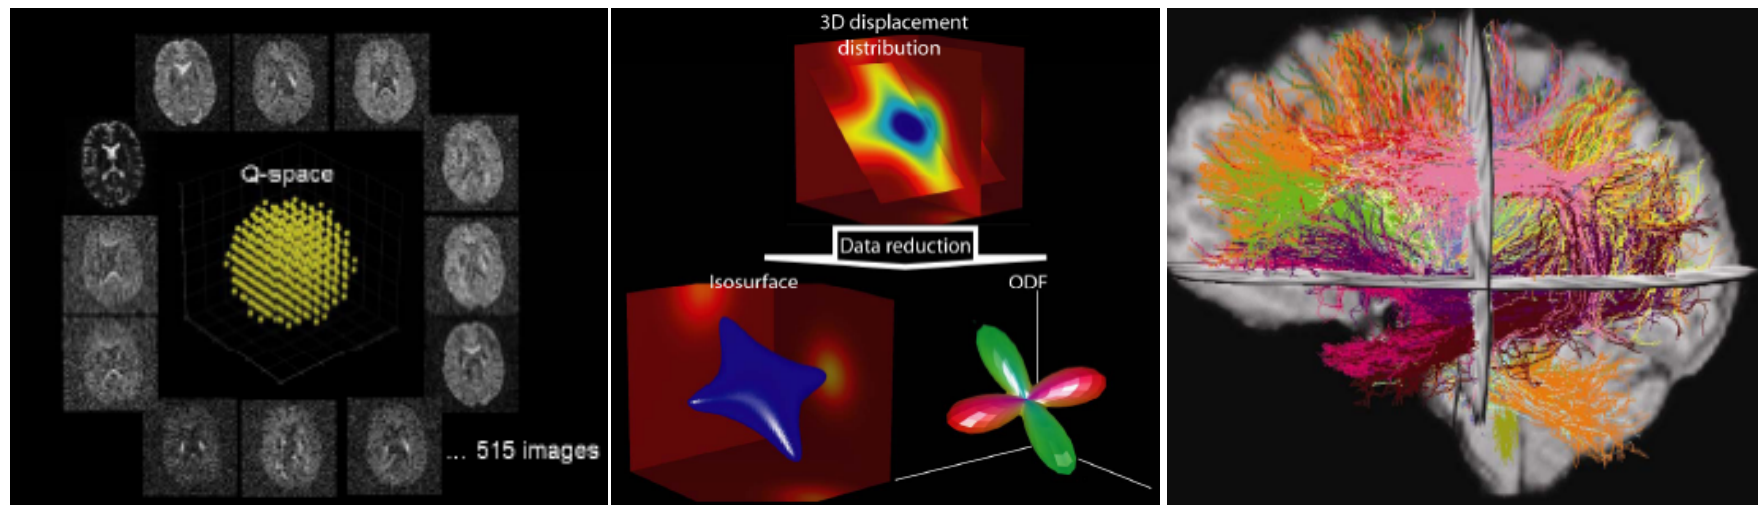 Q-space
... 515 images
3D displacement
distribution
Data reduction
Isosurface
ODF